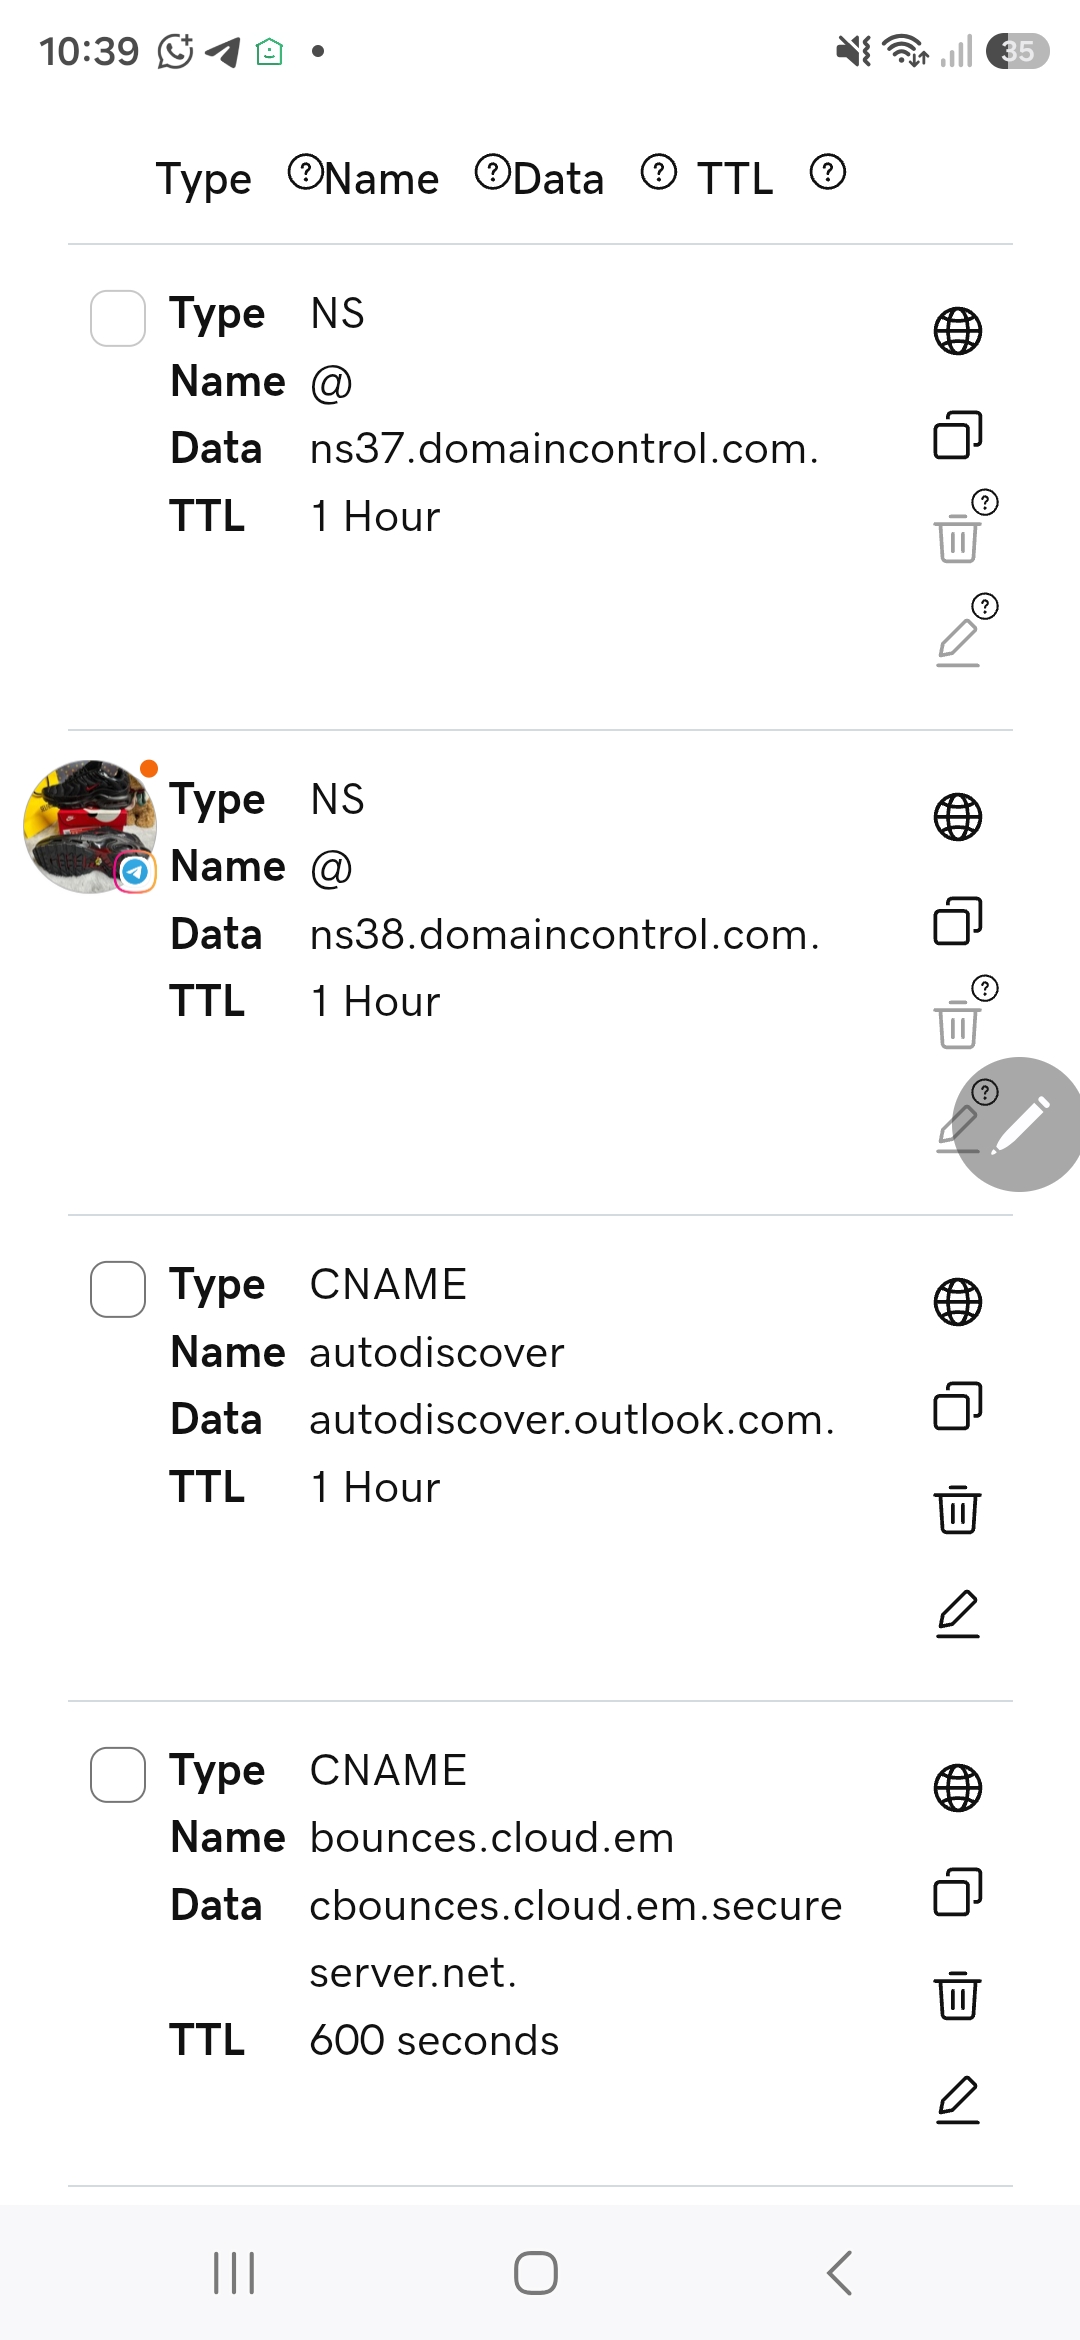 10:39
35
Type Name Data TTL
Type NS
Name @
Data ns37.domaincontrol.com.
TTL 1 Hour
Type NS
Name @
Data ns38.domaincontrol.com.
TTL 1 Hour
Type CNAME
Name autodiscover
Data autodiscover.outlook.com.
TTL 1 Hour
Type CNAME
Name bounces.cloud.em
Data cbounces.cloud.em.secure
server.net.
TTL 600 seconds